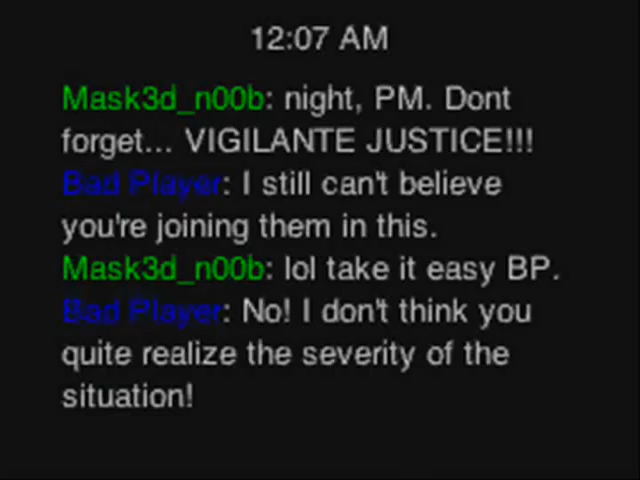 12:07 AM
Mask3d_n00b: night, PM. Dont
forget... VIGILANTE JUSTICE!!!
Bad Player: I still can't believe
you're joining them in this.
Mask3d_n00b: lol take it easy BP.
Bad Player: No! I don't think you
quite realize the severity of the
situation!